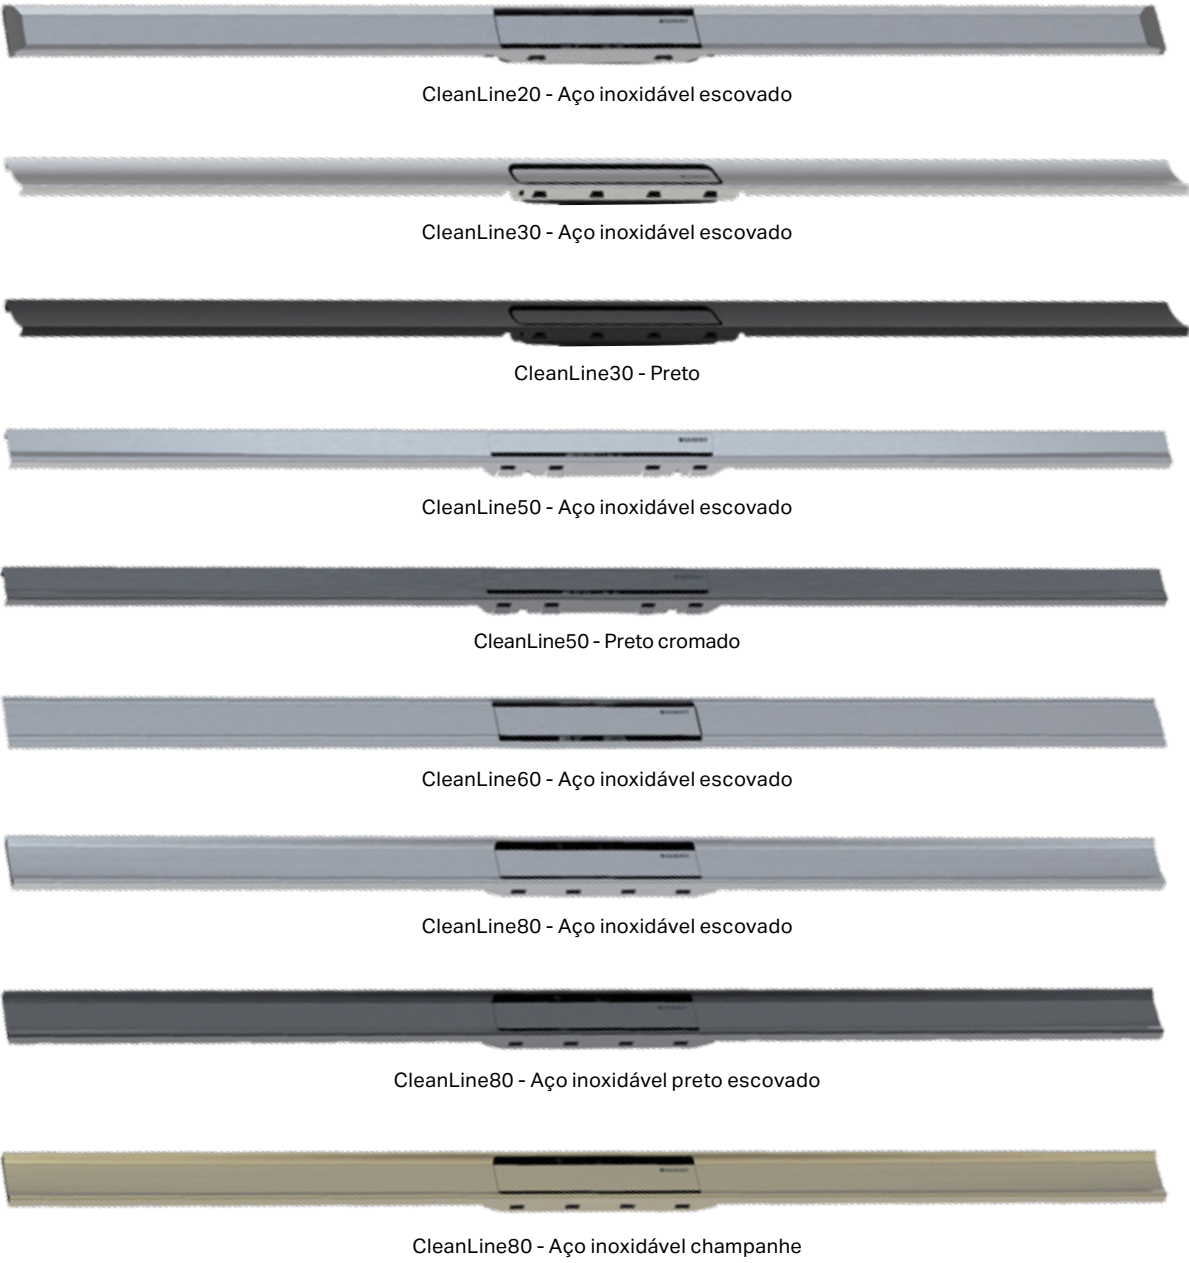 CleanLine20 - Aço inoxidável escovado
CleanLine30 - Aço inoxidável escovado
CleanLine30 - Preto
CleanLine50 - Aço inoxidável escovado
CleanLine50 - Preto cromado
CleanLine60 - Aço inoxidável escovado
CleanLine80 - Aço inoxidável escovado
CleanLine80 - Aço inoxidável preto escovado
CleanLine80 - Aço inoxidável champanhe